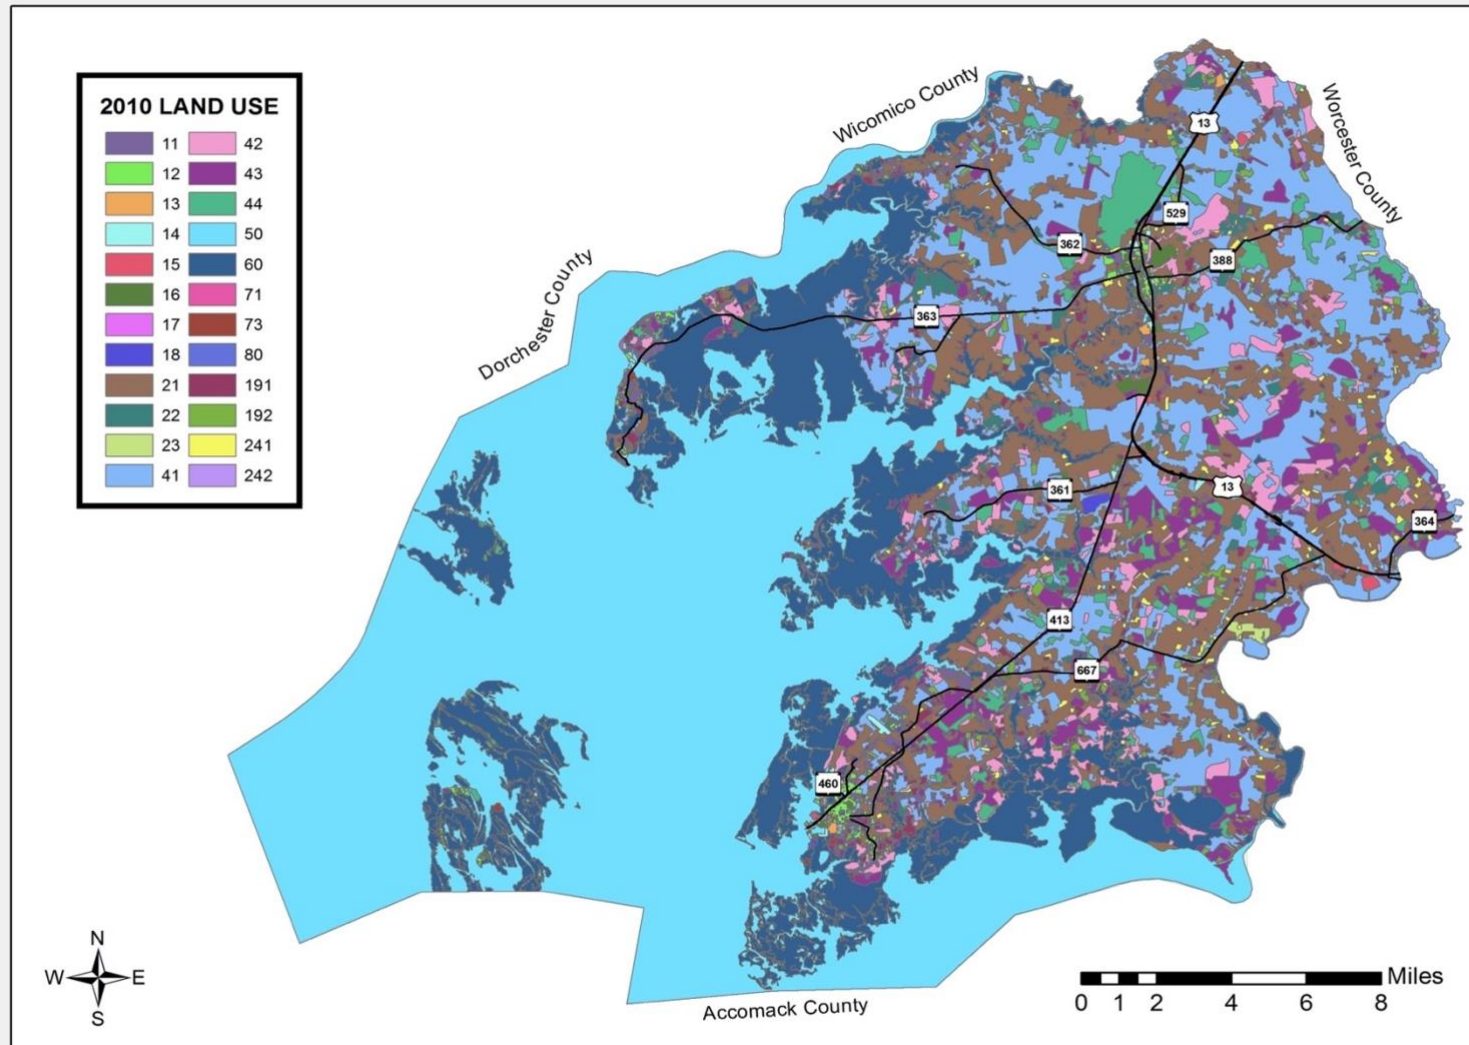 2010 LAND USE
11 42
12 43
13 44
14 50
15 60
16 71
17 73
18 80
21 191
22 192
23 241
41 242
Wicomico County
Worcester County
Dorchester County
13
529
362
388
363
361
13
364
413
667
460
N
W E
S
Accomack County
Miles
0 1 2 4 6 8